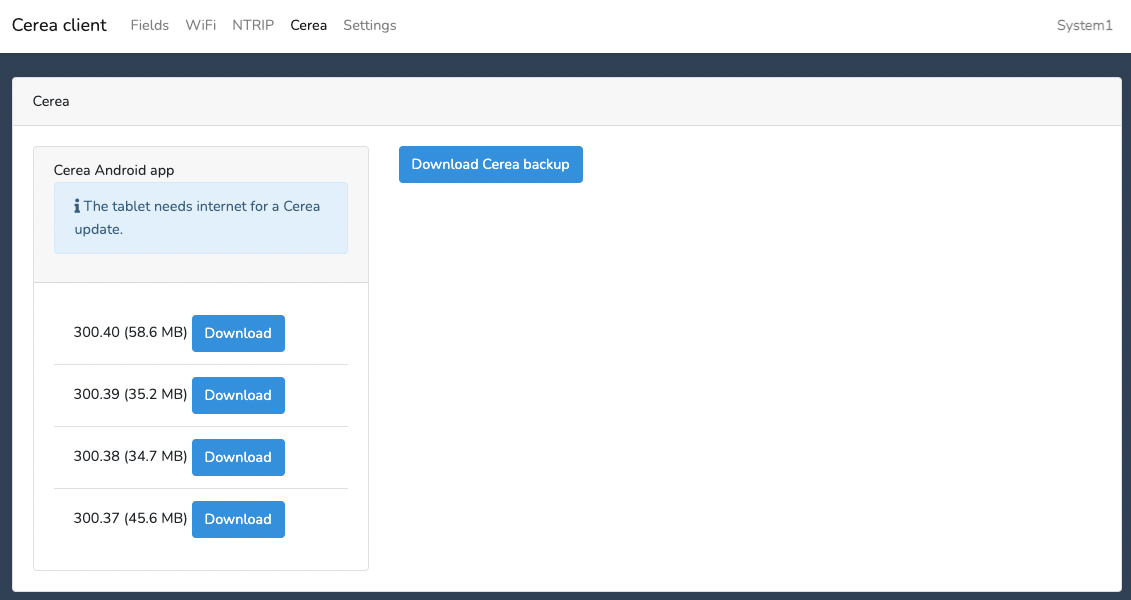 Cerea client Fields WiFi NTRIP Cerea Settings System1
Cerea
Cerea Android app
The tablet needs internet for a Cerea
update.
Download Cerea backup
300.40 (58.6 MB) Download
300.39 (35.2 MB) Download
300.38 (34.7 MB) Download
300.37 (45.6 MB) Download